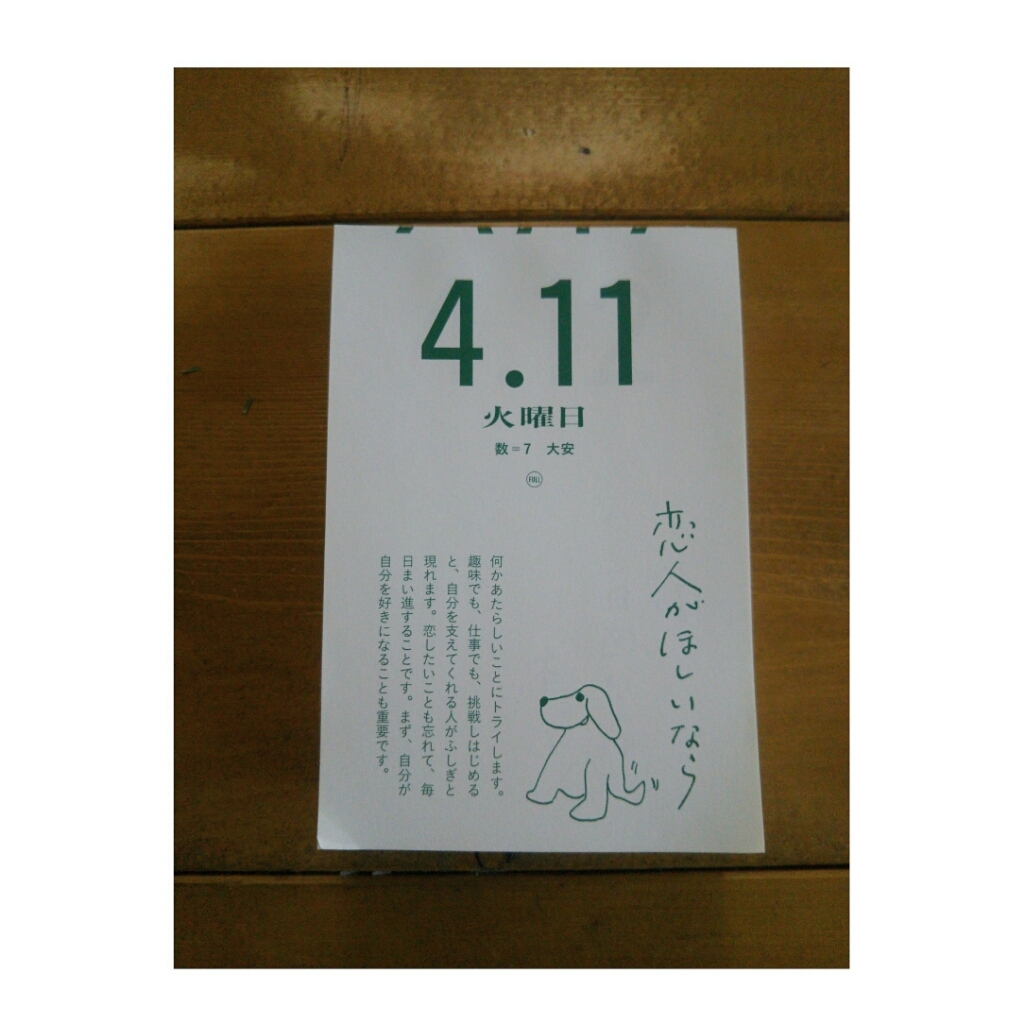 4.11
火曜日
数=7 大安
FULL
恋人がほしいなら
何かあたらしいことにトライします。
趣味でも、仕事でも、挑戦しはじめる
と、自分を支えてくれる人がふしぎと
現れます。恋したいことも忘れて、毎
日まい進することです。まず、自分が
自分を好きになることも重要です。